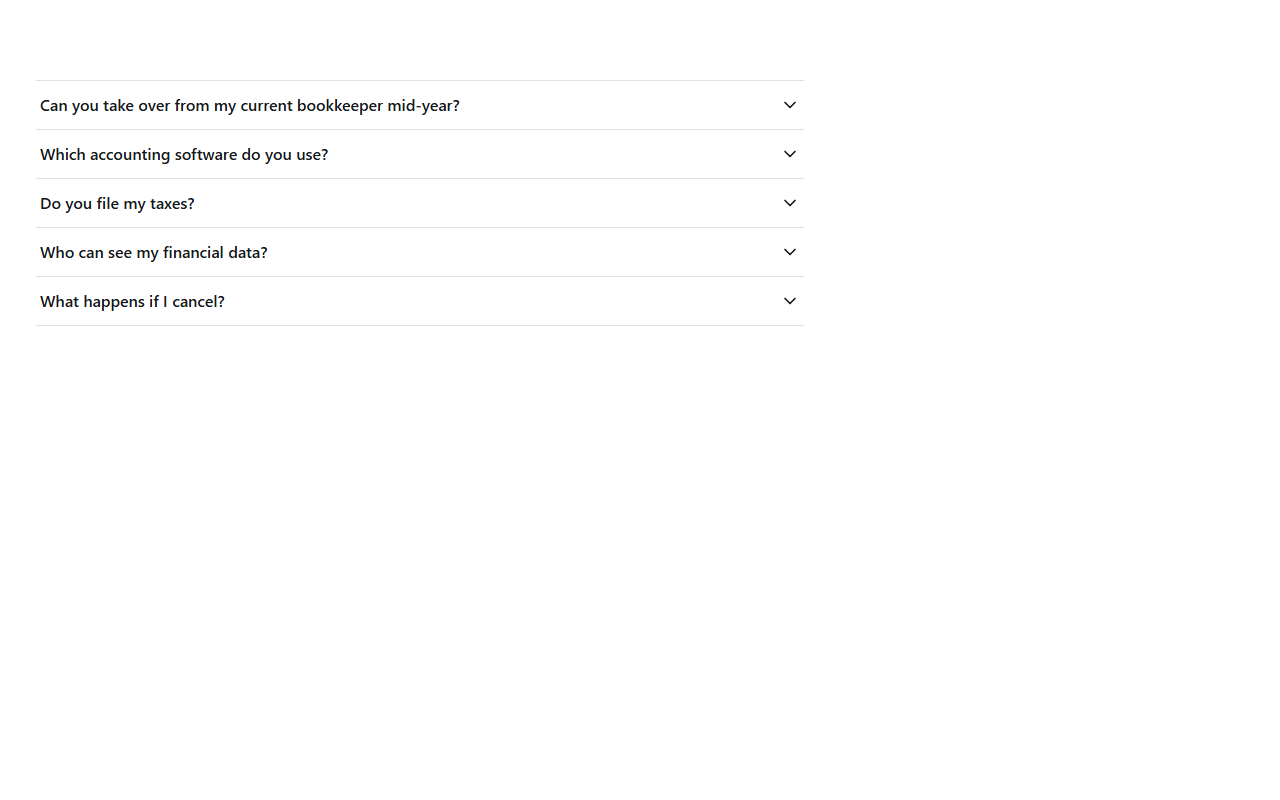 Can you take over from my current bookkeeper mid-year?
Which accounting software do you use?
Do you file my taxes?
Who can see my financial data?
What happens if I cancel?